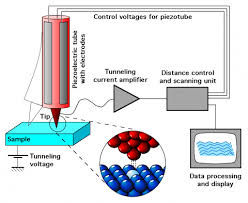 Control voltages for piezotube
Piezoelectric tube
with electrodes
Tunneling
current amplifier
Distance control
and scanning unit
Tip
Sample
Tunneling
voltage
Data processing
and display